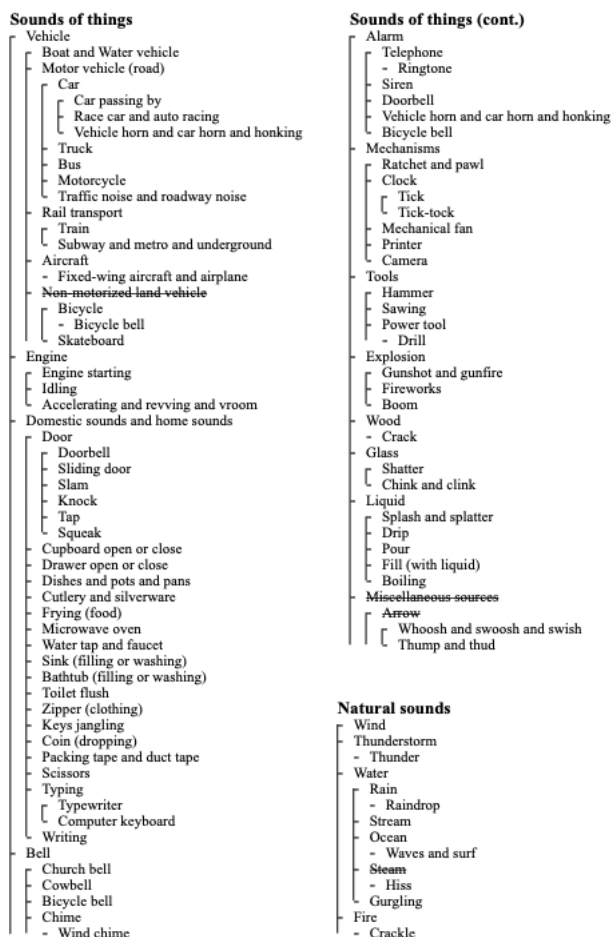 Sounds of things
Vehicle
Boat and Water vehicle
Motor vehicle (road)
Car
Car passing by
Race car and auto racing
Vehicle horn and car horn and honking
Truck
Bus
Motorcycle
Traffic noise and roadway noise
Rail transport
Train
Subway and metro and underground
Aircraft
- Fixed-wing aircraft and airplane
Non-motorized land vehicle
Bicycle
- Bicycle bell
Skateboard
Engine
Engine starting
Idling
Accelerating and revving and vroom
Domestic sounds and home sounds
Door
Doorbell
Sliding door
Slam
Knock
Tap
Squeak
Cupboard open or close
Drawer open or close
Dishes and pots and pans
Cutlery and silverware
Frying (food)
Microwave oven
Water tap and faucet
Sink (filling or washing)
Bathtub (filling or washing)
Toilet flush
Zipper (clothing)
Keys jangling
Coin (dropping)
Packing tape and duct tape
Scissors
Typing
Typewriter
Computer keyboard
Writing
Bell
Church bell
Cowbell
Bicycle bell
Chime
- Wind chime
Sounds of things (cont.)
Alarm
Telephone
- Ringtone
Siren
Doorbell
Vehicle horn and car horn and honking
Bicycle bell
Mechanisms
Ratchet and pawl
Clock
Tick
Tick-tock
Mechanical fan
Printer
Camera
Tools
Hammer
Sawing
Power tool
- Drill
Explosion
Gunshot and gunfire
Fireworks
Boom
Wood
- Crack
Glass
Shatter
Chink and clink
Liquid
Splash and splatter
Drip
Pour
Fill (with liquid)
Boiling
Miscellaneous sources
Arrow
Whoosh and swoosh and swish
Thump and thud
Natural sounds
Wind
Thunderstorm
- Thunder
Water
Rain
- Raindrop
Stream
Ocean
- Waves and surf
Steam
- Hiss
Gurgling
Fire
- Crackle